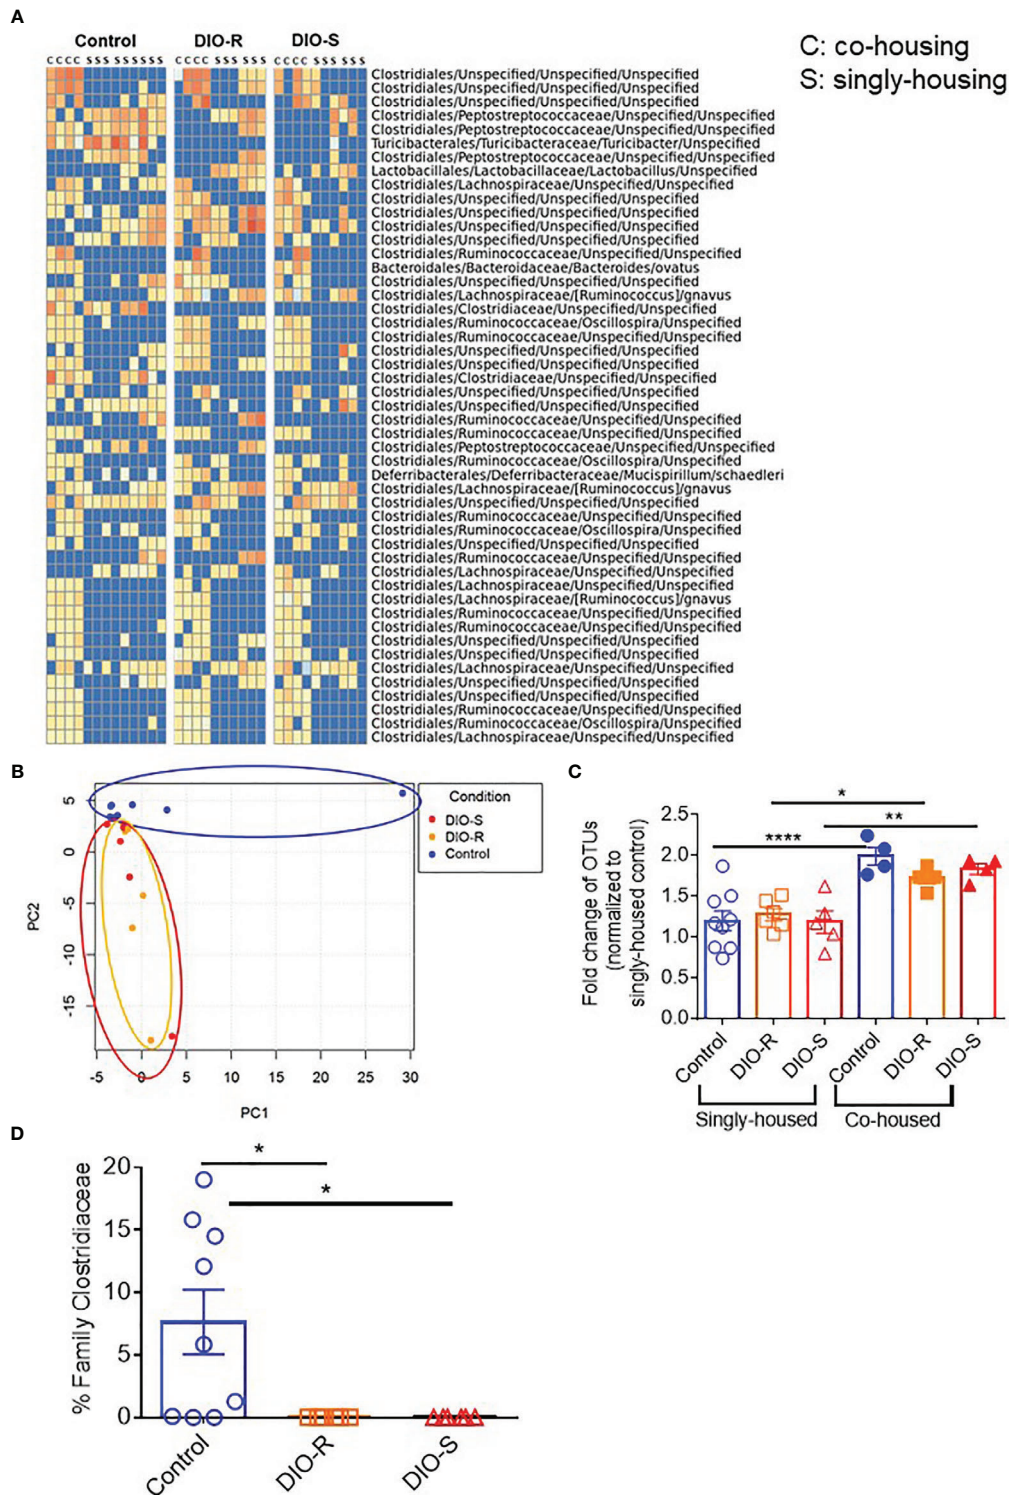 A
Control DIO-R DIO-S
C: co-housing
S: singly-housing
C C C C S S S S S S S S S C C C C S S S S S S C C C C S S S S S S
Clostridiales/Unspecified/Unspecified/Unspecified
Clostridiales/Unspecified/Unspecified/Unspecified
Clostridiales/Unspecified/Unspecified/Unspecified
Clostridiales/Peptostreptococcaceae/Unspecified/Unspecified
Clostridiales/Peptostreptococcaceae/Unspecified/Unspecified
Turicibacterales/Turicibacteraceae/Turicibacter/Unspecified
Clostridiales/Peptostreptococcaceae/Unspecified/Unspecified
Lactobacillales/Lactobacillaceae/Lactobacillus/Unspecified
Clostridiales/Lachnospiraceae/Unspecified/Unspecified
Clostridiales/Unspecified/Unspecified/Unspecified
Clostridiales/Unspecified/Unspecified/Unspecified
Clostridiales/Unspecified/Unspecified/Unspecified
Clostridiales/Unspecified/Unspecified/Unspecified
Clostridiales/Ruminococcaceae/Unspecified/Unspecified
Bacteroidales/Bacteroidaceae/Bacteroides/ovatus
Clostridiales/Unspecified/Unspecified/Unspecified
Clostridiales/Lachnospiraceae/[Ruminococcus]/gnavus
Clostridiales/Clostridiaceae/Unspecified/Unspecified
Clostridiales/Ruminococcaceae/Oscillospira/Unspecified
Clostridiales/Ruminococcaceae/Unspecified/Unspecified
Clostridiales/Unspecified/Unspecified/Unspecified
Clostridiales/Unspecified/Unspecified/Unspecified
Clostridiales/Clostridiaceae/Unspecified/Unspecified
Clostridiales/Unspecified/Unspecified/Unspecified
Clostridiales/Unspecified/Unspecified/Unspecified
Clostridiales/Ruminococcaceae/Unspecified/Unspecified
Clostridiales/Ruminococcaceae/Unspecified/Unspecified
Clostridiales/Peptostreptococcaceae/Unspecified/Unspecified
Clostridiales/Ruminococcaceae/Oscillospira/Unspecified
Deferribacterales/Deferribacteraceae/Mucispirillum/schaedleri
Clostridiales/Lachnospiraceae/[Ruminococcus]/gnavus
Clostridiales/Unspecified/Unspecified/Unspecified
Clostridiales/Ruminococcaceae/Unspecified/Unspecified
Clostridiales/Ruminococcaceae/Oscillospira/Unspecified
Clostridiales/Unspecified/Unspecified/Unspecified
Clostridiales/Ruminococcaceae/Unspecified/Unspecified
Clostridiales/Lachnospiraceae/Unspecified/Unspecified
Clostridiales/Lachnospiraceae/Unspecified/Unspecified
Clostridiales/Lachnospiraceae/[Ruminococcus]/gnavus
Clostridiales/Ruminococcaceae/Unspecified/Unspecified
Clostridiales/Ruminococcaceae/Unspecified/Unspecified
Clostridiales/Unspecified/Unspecified/Unspecified
Clostridiales/Unspecified/Unspecified/Unspecified
Clostridiales/Lachnospiraceae/Unspecified/Unspecified
Clostridiales/Unspecified/Unspecified/Unspecified
Clostridiales/Unspecified/Unspecified/Unspecified
Clostridiales/Ruminococcaceae/Unspecified/Unspecified
Clostridiales/Ruminococcaceae/Oscillospira/Unspecified
Clostridiales/Lachnospiraceae/Unspecified/Unspecified
B
Condition
DIO-S
DIO-R
Control
PC2
5
0
-5
-10
-15
-5 0 5 10 15 20 25 30
PC1
C
Fold change of OTUs
(normalized to
singly-housed control)
2.5
2.0
1.5
1.0
0.5
0.0
*
**
****
Control DIO-R DIO-S Control DIO-R DIO-S
Singly-housed Co-housed
D
% Family Clostridiaceae
20
15
10
5
0
*
*
Control DIO-R DIO-S